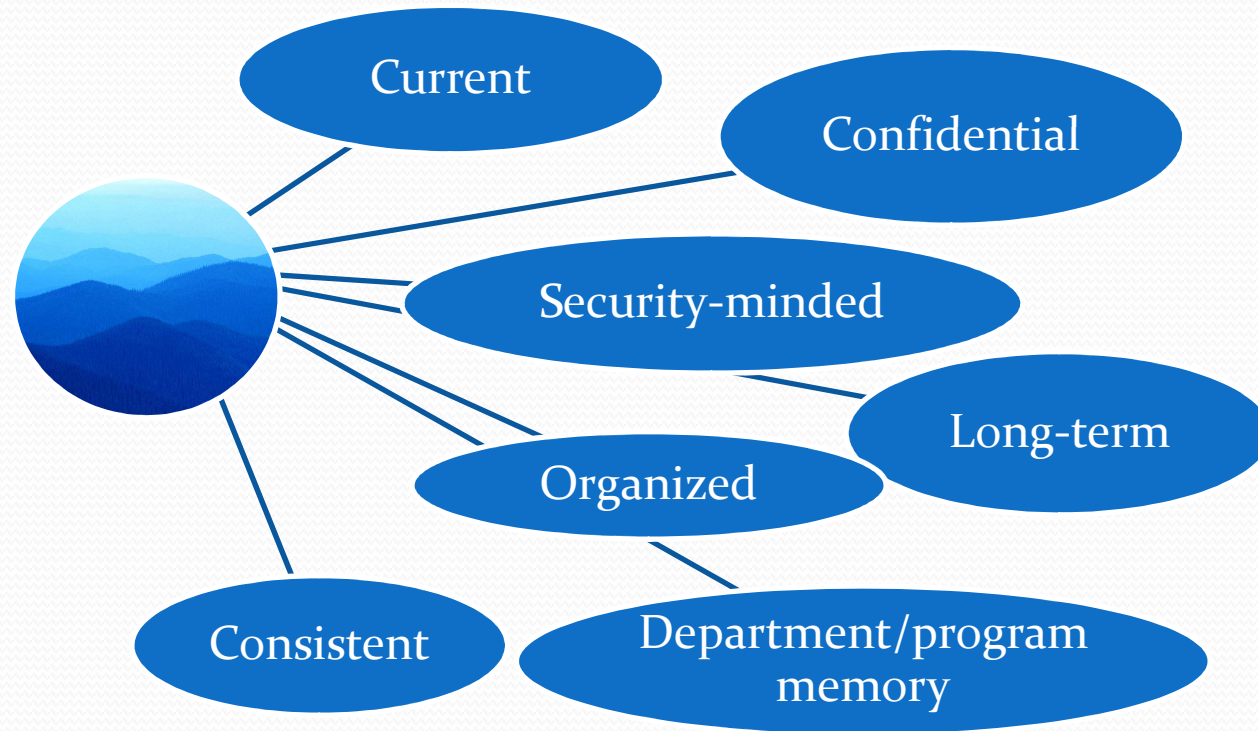 Current
Confidential
Security-minded
Long-term
Organized
Consistent
Department/program
memory